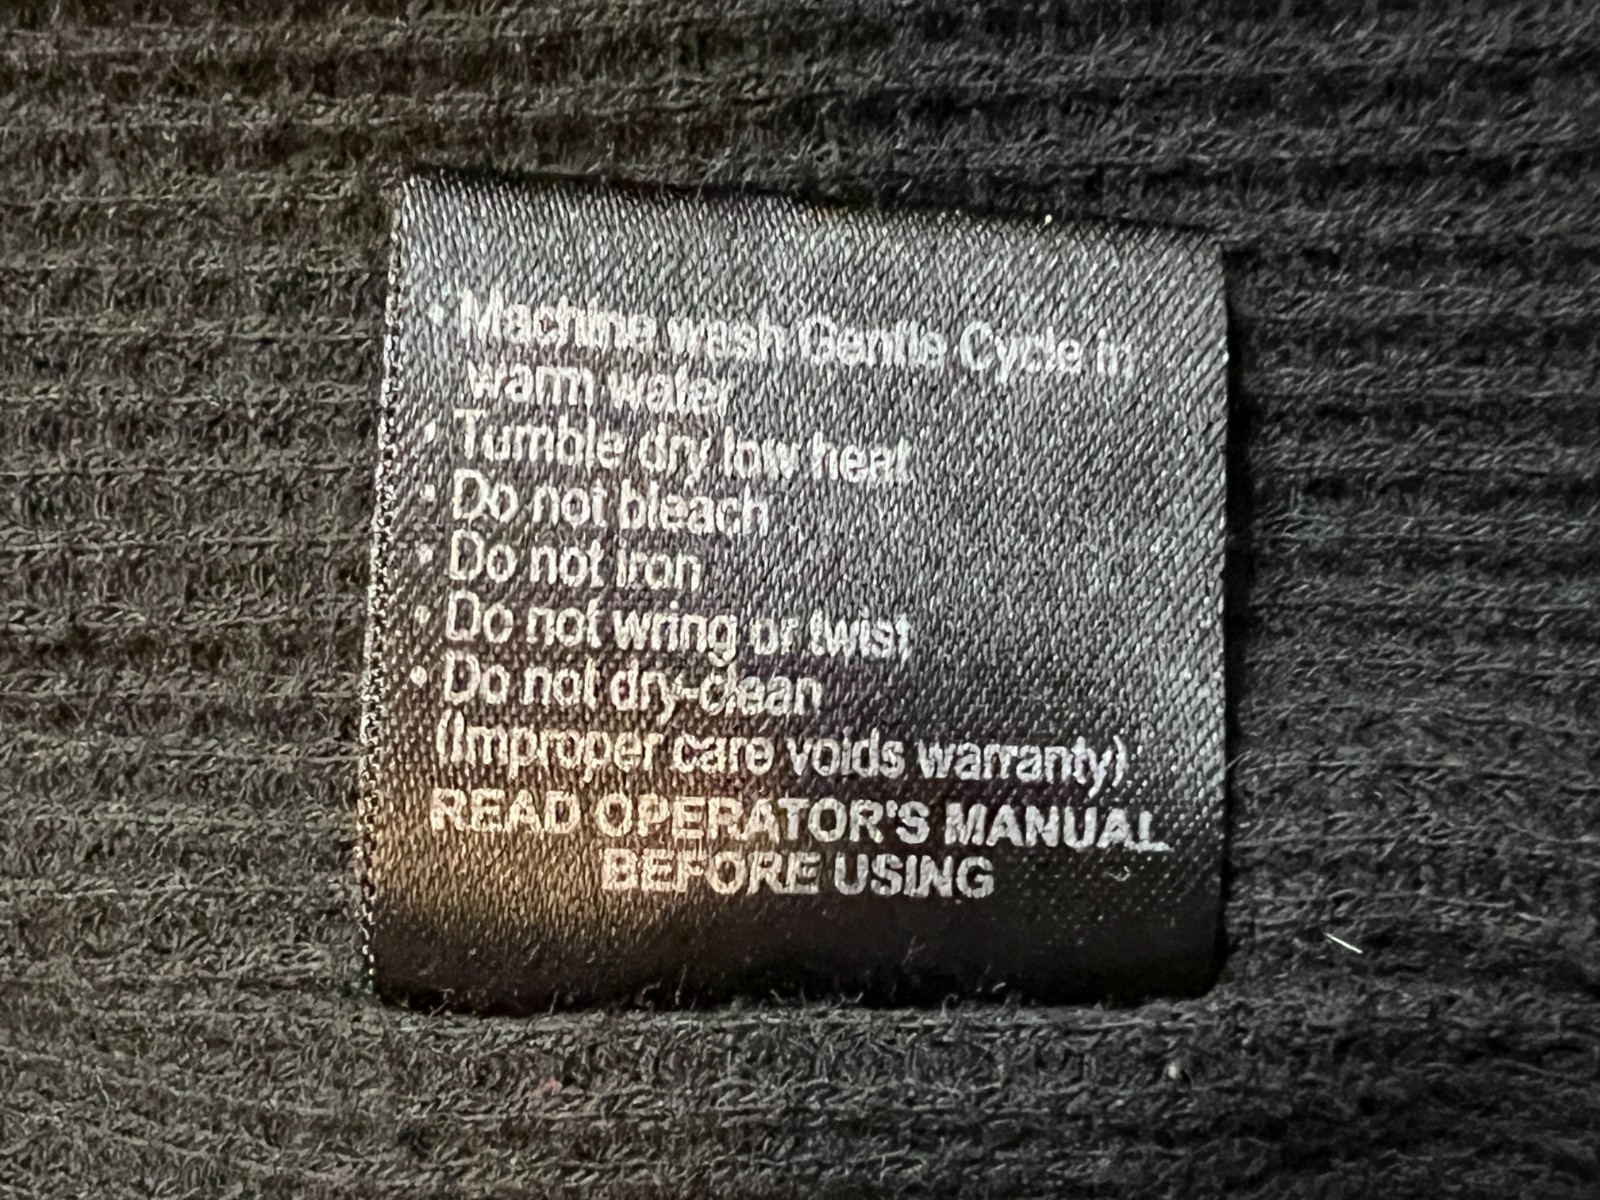 • Machine wash Gentle Cycle in
warm water
• Tumble dry low heat
• Do not bleach
• Do not iron
• Do not wring or twist
• Do not dry-clean
(Improper care voids warranty)
READ OPERATOR'S MANUAL
BEFORE USING